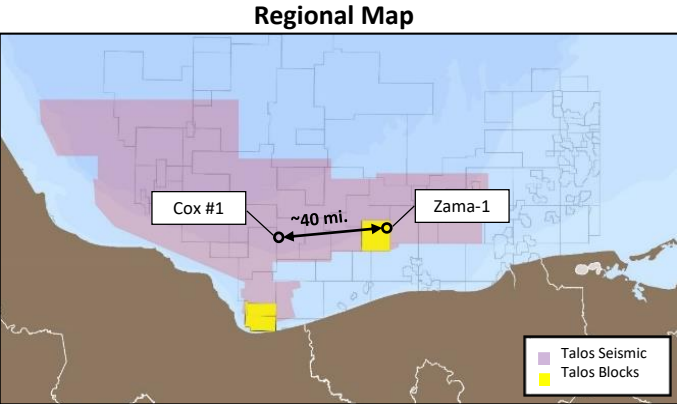 Regional Map
Cox #1
~40 mi.
Zama-1
Talos Seismic
Talos Blocks